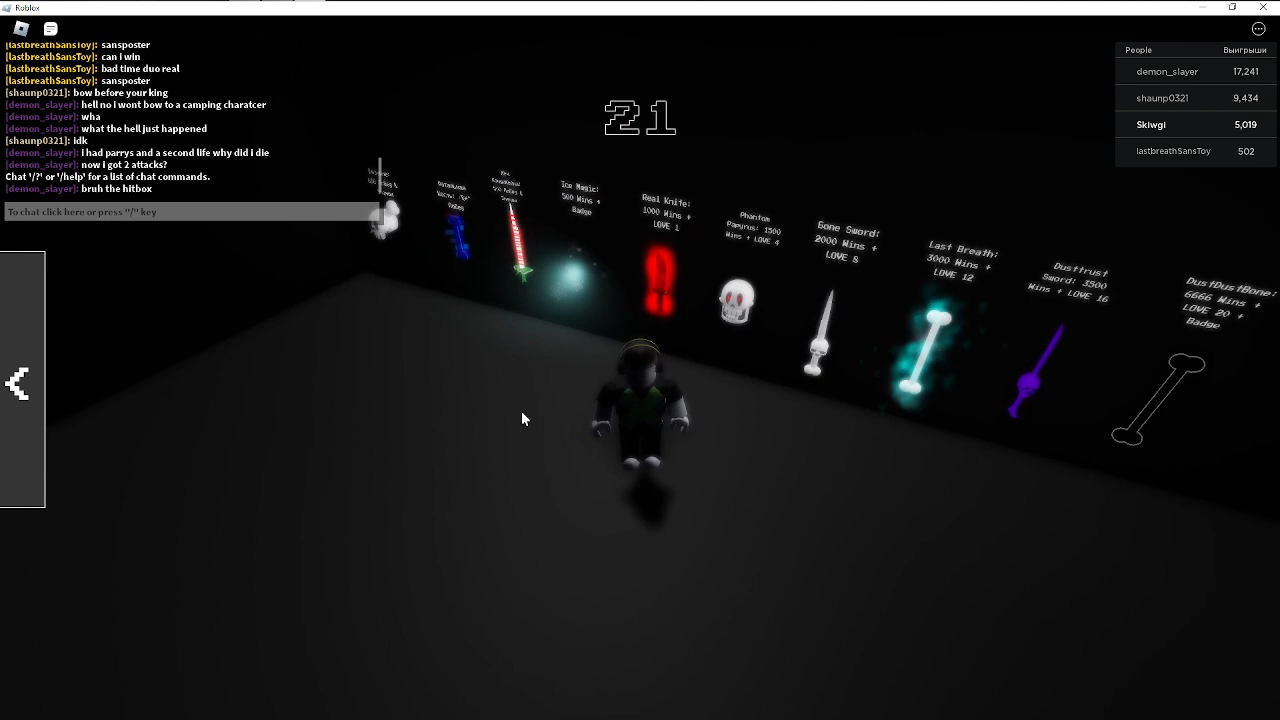 Roblox
[lastbreathSansToy]: sansposter
[lastbreathSansToy]: can i win
[lastbreathSansToy]: bad time duo real
[lastbreathSansToy]: sansposter
[shaunp0321]: bow before your king
[demon_slayer]: hell no i wont bow to a camping charatcer
[demon_slayer]: wha
[demon_slayer]: what the hell just happened
[shaunp0321]: idk
[demon_slayer]: i had parrys and a second life why did i die
[demon_slayer]: now i got 2 attacks?
Chat '/?' or '/help' for a list of chat commands.
[demon_slayer]: bruh the hitbox
To chat click here or press "/" key
People Выигрыши
demon_slayer 17,241
shaunp0321 9,434
Skiwgi 5,019
lastbreathSansToy 502
21
Ice Magic:
500 Wins +
Badge
Real Knife:
1000 Wins +
LOVE 1
Phantom
Papyrus: 1500
Wins + LOVE 4
Bone Sword:
2000 Wins +
LOVE 8
Last Breath:
3000 Wins +
LOVE 12
Dusttrust
Sword: 3500
Wins + LOVE 16
DustDustBone:
6666 Wins +
LOVE 20 +
Badge